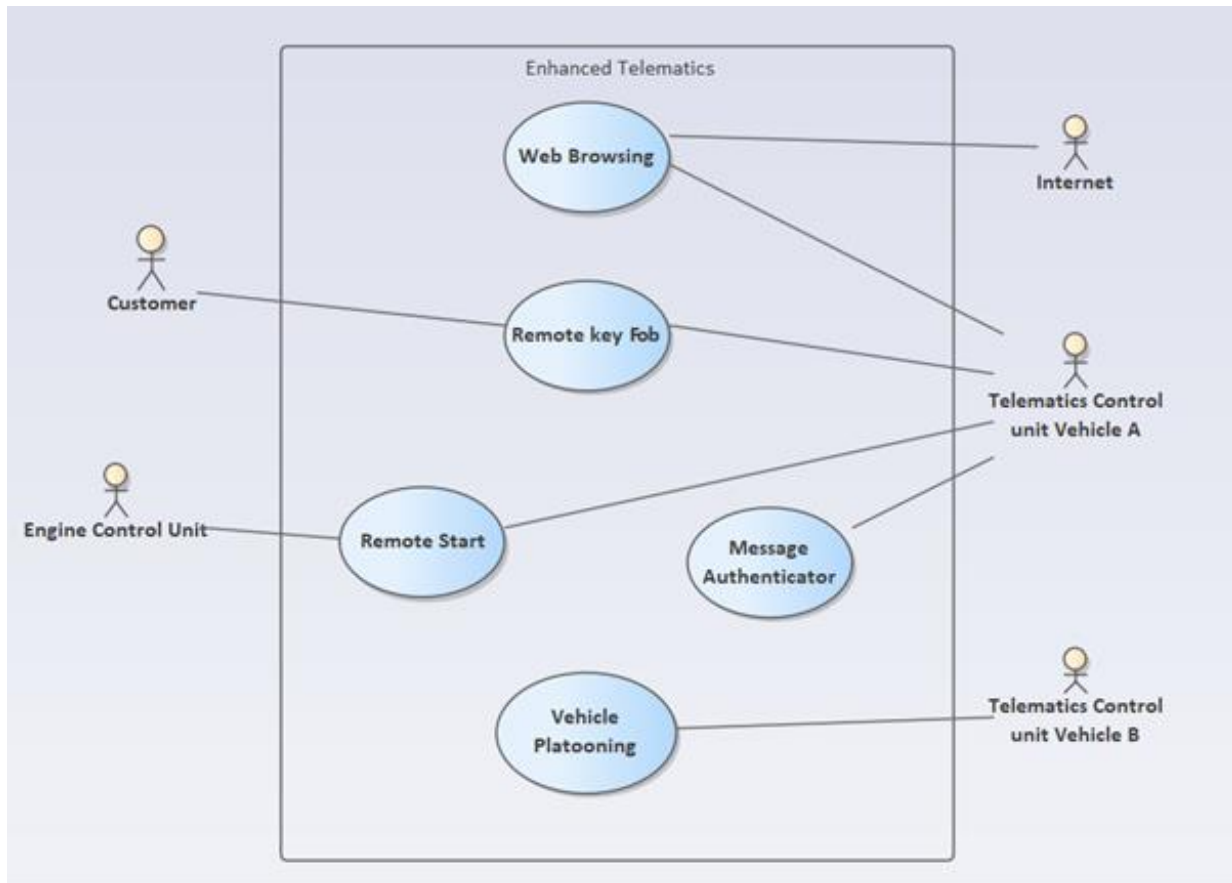 Enhanced Telematics
Web Browsing
Internet
Customer
Remote key Fob
Telematics Control
unit Vehicle A
Engine Control Unit
Remote Start
Message
Authenticator
Vehicle
Platooning
Telematics Control
unit Vehicle B